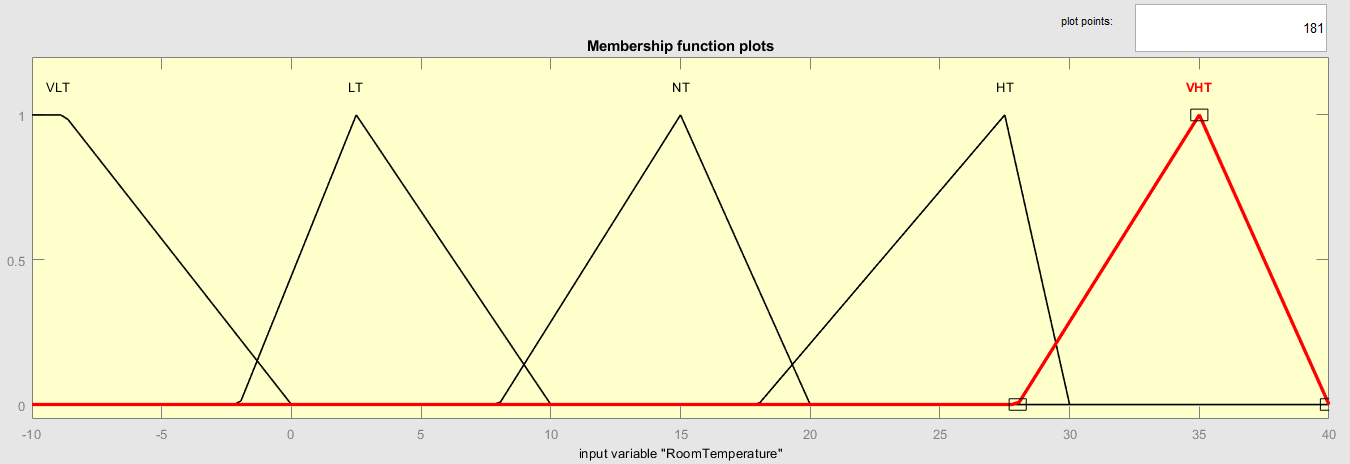 plot points:
181
Membership function plots
VLT
LT
NT
HT
VHT
1
0.5
0
-10
-5
0
5
10
15
20
25
30
35
40
input variable "RoomTemperature"